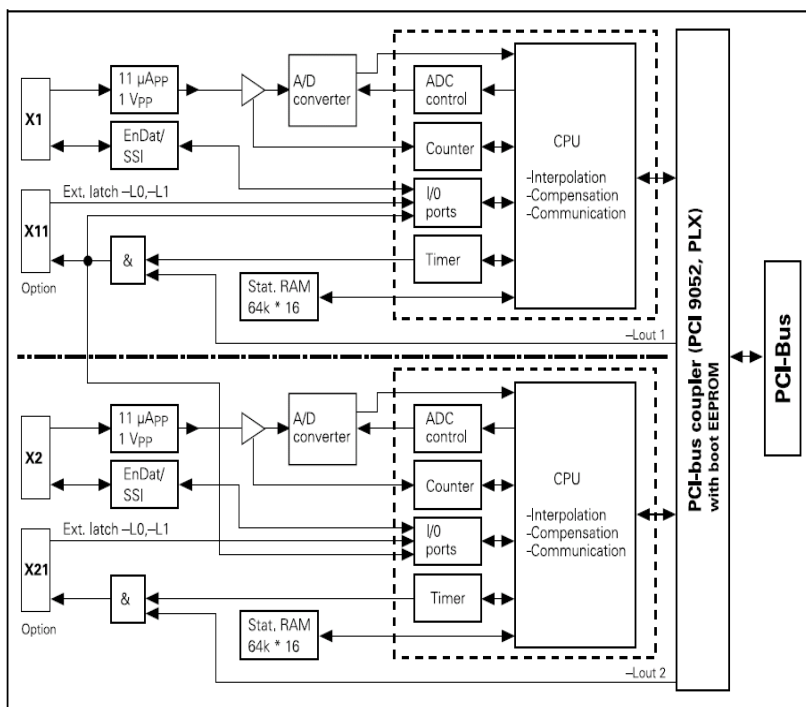 X1
11 µAPP
1 VPP
A/D
converter
ADC
control
CPU
-Interpolation
-Compensation
-Communication
EnDat/
SSI
Counter
X11
Ext. latch –L0,–L1
I/0
ports
Option
&
Timer
Stat. RAM
64k * 16
–Lout 1
X2
11 µAPP
1 VPP
A/D
converter
ADC
control
CPU
-Interpolation
-Compensation
-Communication
EnDat/
SSI
Counter
X21
Ext. latch –L0,–L1
I/0
ports
Option
&
Timer
Stat. RAM
64k * 16
–Lout 2
PCI-bus coupler (PCI 9052, PLX)
with boot EEPROM
PCI-Bus